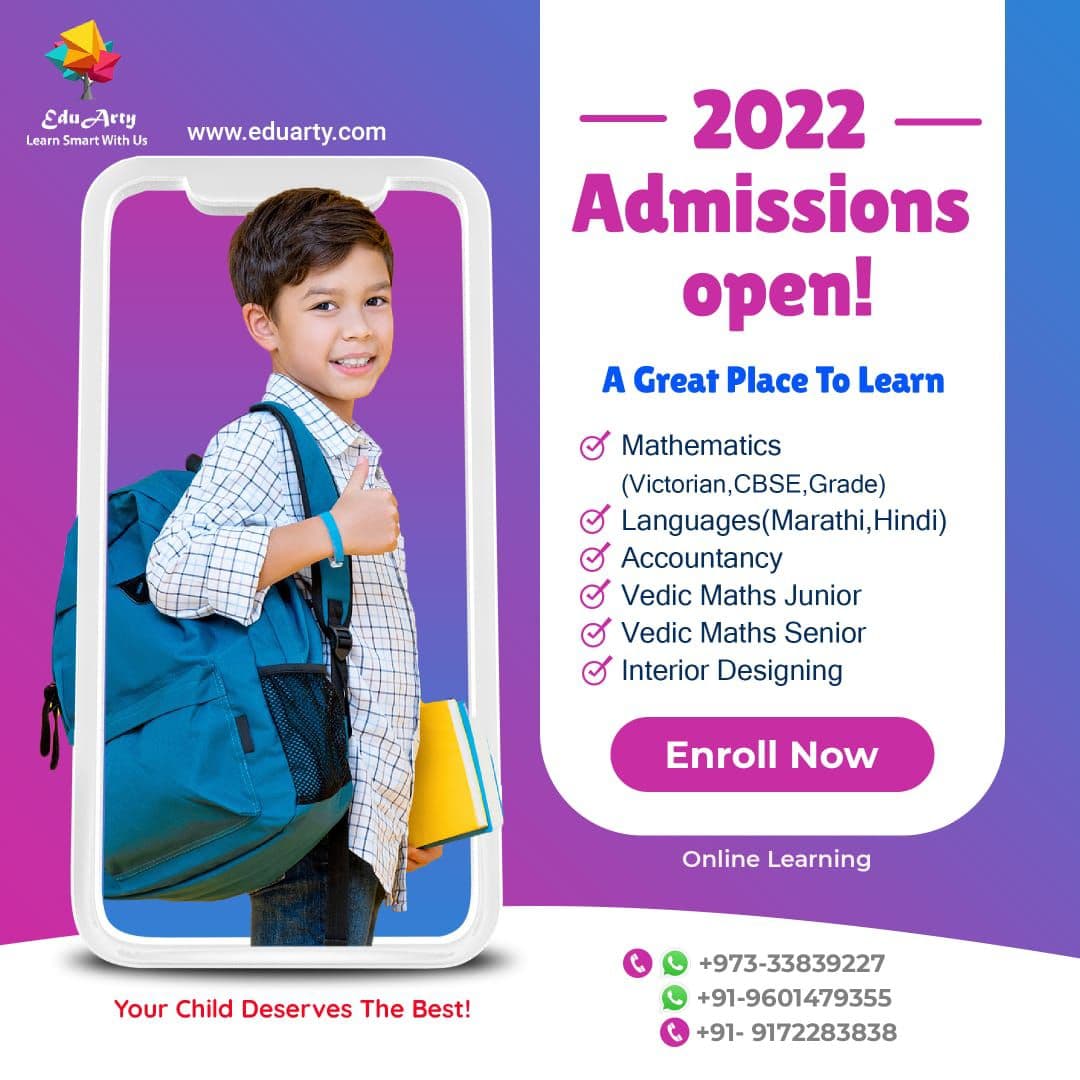 Edu Arty
Learn Smart With Us
www.eduarty.com
2022
Admissions
open!
A Great Place To Learn
Mathematics
(Victorian,CBSE,Grade)
Languages(Marathi,Hindi)
Accountancy
Vedic Maths Junior
Vedic Maths Senior
Interior Designing
Enroll Now
Online Learning
+973-33839227
+91-9601479355
+91- 9172283838
Your Child Deserves The Best!